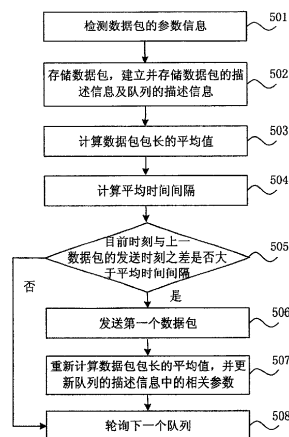 检测数据包的参数信息
501
存储数据包，建立并存储数据包的描
述信息及队列的描述信息
502
计算数据包包长的平均值
503
计算平均时间间隔
504
目前时刻与上一
数据包的发送时刻之差是否大
于平均时间间隔
505
否
是
发送第一个数据包
506
重新计算数据包包长的平均值，并更
新队列的描述信息中的相关参数
507
轮询下一个队列
508